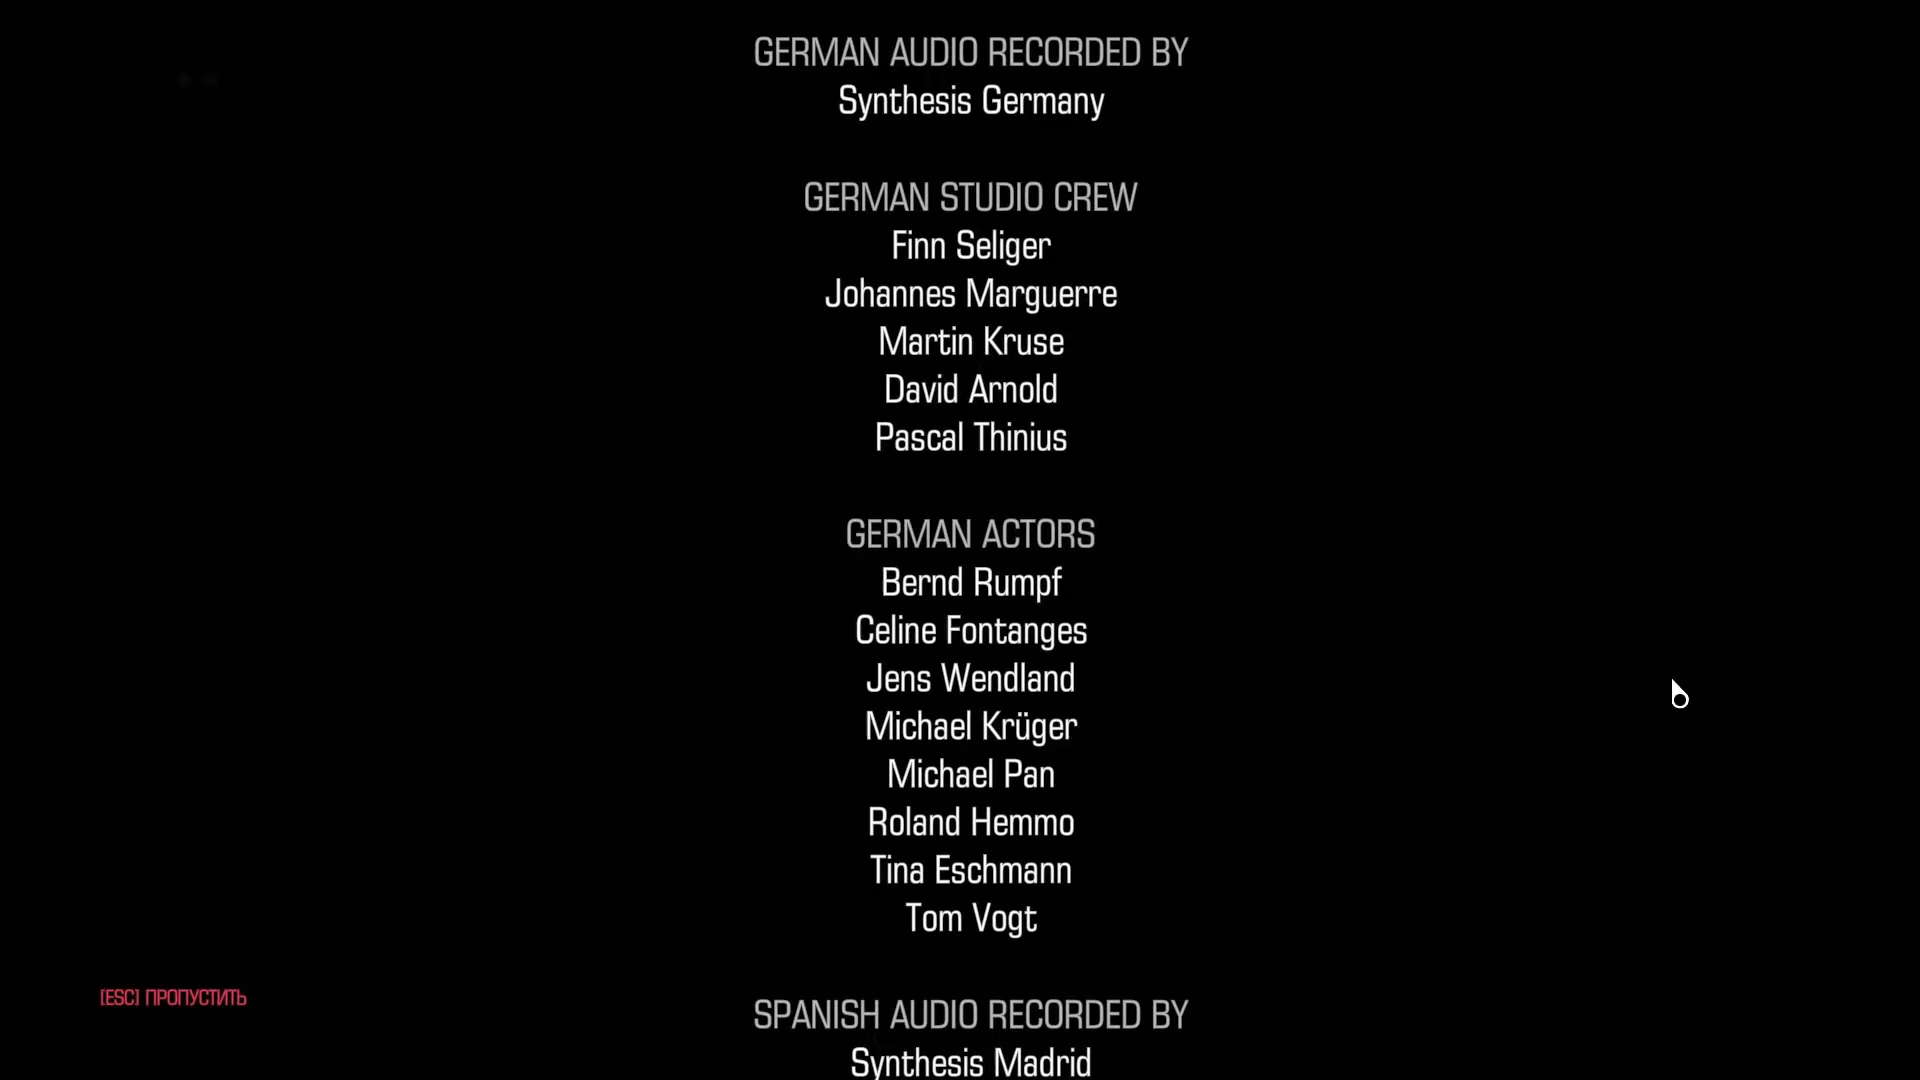 GERMAN AUDIO RECORDED BY
Synthesis Germany
GERMAN STUDIO CREW
Finn Seliger
Johannes Marguerre
Martin Kruse
David Arnold
Pascal Thinius
GERMAN ACTORS
Bernd Rumpf
Celine Fontanges
Jens Wendland
Michael Krüger
Michael Pan
Roland Hemmo
Tina Eschmann
Tom Vogt
[ESC] ПРОПУСТИТЬ
SPANISH AUDIO RECORDED BY
Synthesis Madrid